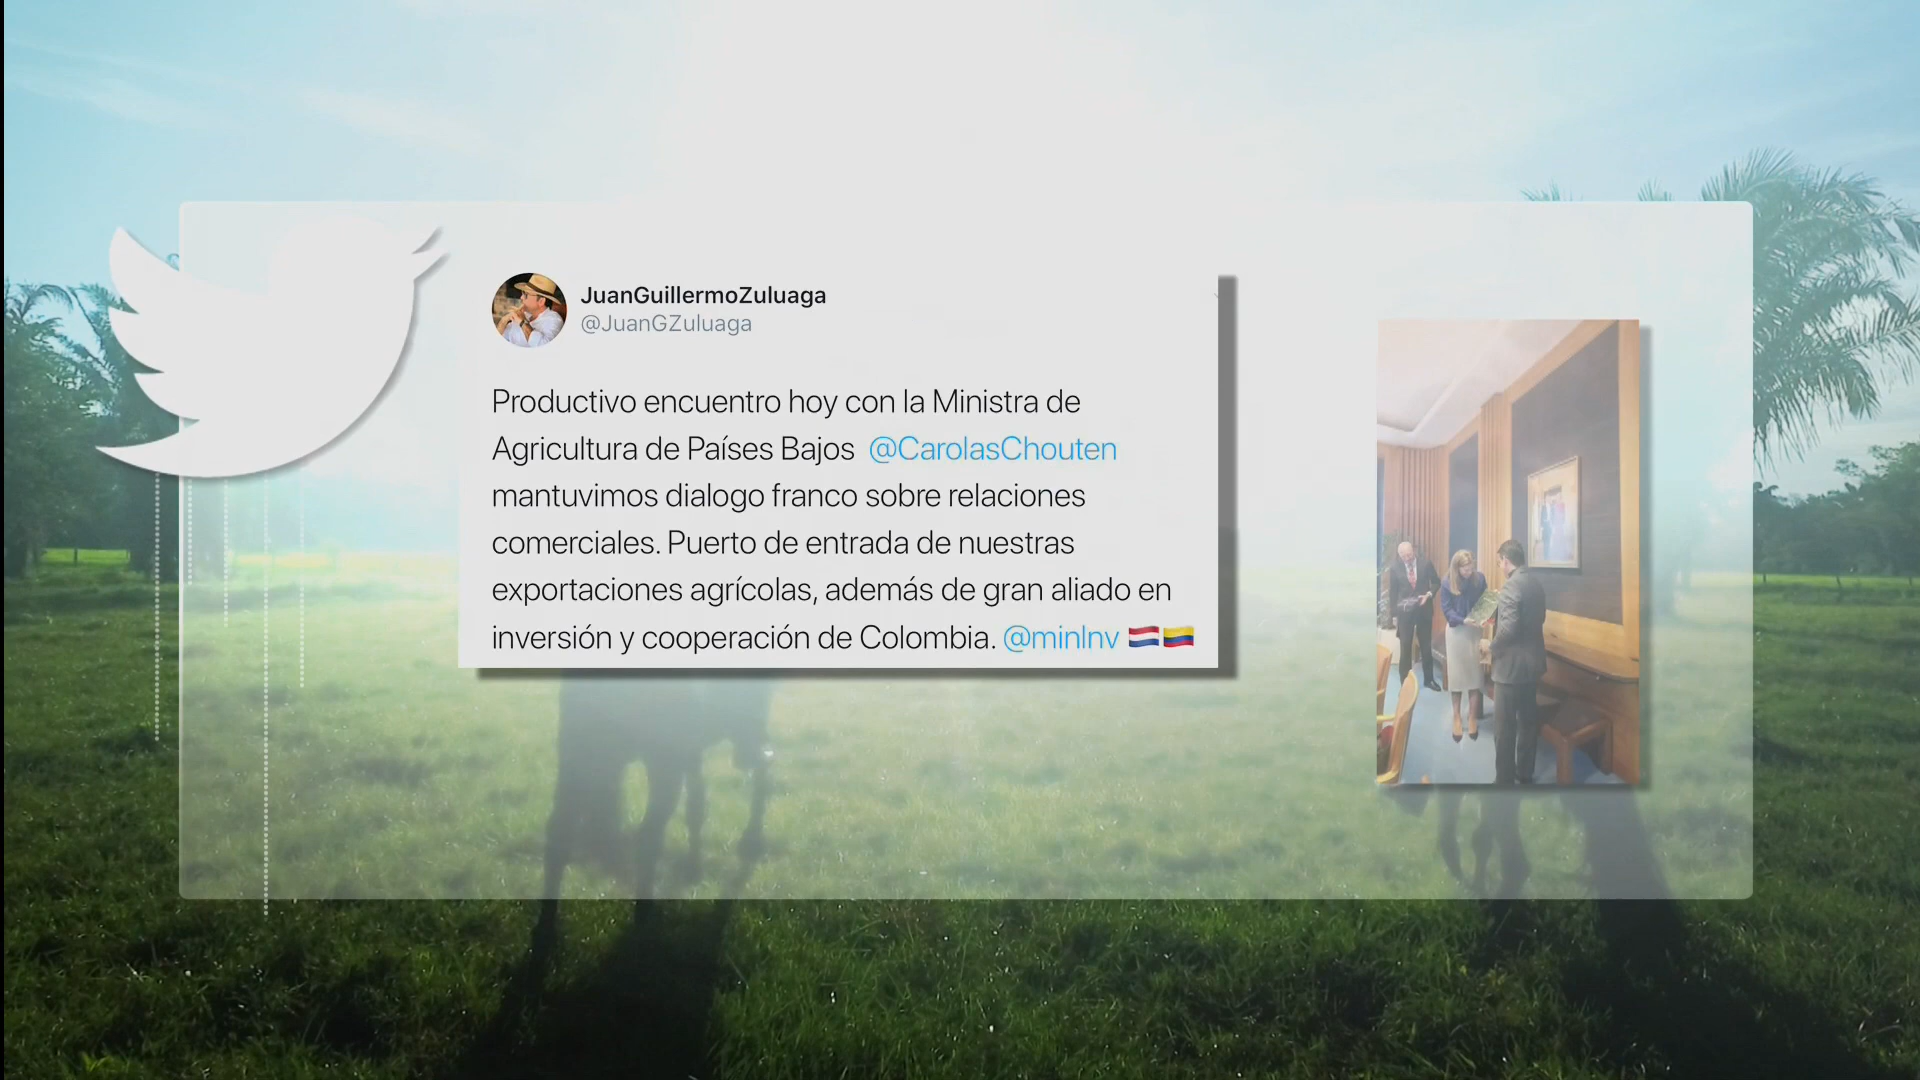 JuanGuillermoZuluaga
@JuanGZuluaga
Productivo encuentro hoy con la Ministra de
Agricultura de Países Bajos @CarolasChouten
mantuvimos dialogo franco sobre relaciones
comerciales. Puerto de entrada de nuestras
exportaciones agrícolas, además de gran aliado en
inversión y cooperación de Colombia. @minlnv 🇳🇱🇨🇴